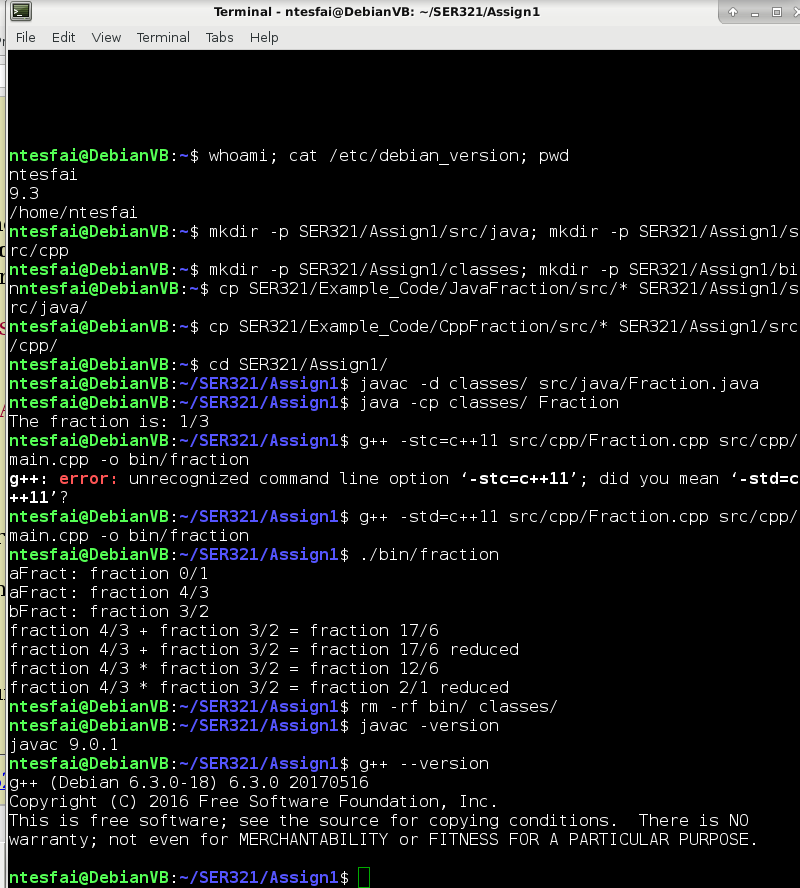 Terminal - ntesfai@DebianVB: ~/SER321/Assign1
File Edit View Terminal Tabs Help
ntesfai@DebianVB:~$ whoami; cat /etc/debian_version; pwd
ntesfai
9.3
/home/ntesfai
ntesfai@DebianVB:~$ mkdir -p SER321/Assign1/src/java; mkdir -p SER321/Assign1/s
rc/cpp
ntesfai@DebianVB:~$ mkdir -p SER321/Assign1/classes; mkdir -p SER321/Assign1/bi
nntesfai@DebianVB:~$ cp SER321/Example_Code/JavaFraction/src/* SER321/Assign1/s
rc/java/
ntesfai@DebianVB:~$ cp SER321/Example_Code/CppFraction/src/* SER321/Assign1/src
/cpp/
ntesfai@DebianVB:~$ cd SER321/Assign1/
ntesfai@DebianVB:~/SER321/Assign1$ javac -d classes/ src/java/Fraction.java
ntesfai@DebianVB:~/SER321/Assign1$ java -cp classes/ Fraction
The fraction is: 1/3
ntesfai@DebianVB:~/SER321/Assign1$ g++ -stc=c++11 src/cpp/Fraction.cpp src/cpp/
main.cpp -o bin/fraction
g++: error: unrecognized command line option ‘-stc=c++11’; did you mean ‘-std=c
++11’?
ntesfai@DebianVB:~/SER321/Assign1$ g++ -std=c++11 src/cpp/Fraction.cpp src/cpp/
main.cpp -o bin/fraction
ntesfai@DebianVB:~/SER321/Assign1$ ./bin/fraction
aFract: fraction 0/1
aFract: fraction 4/3
bFract: fraction 3/2
fraction 4/3 + fraction 3/2 = fraction 17/6
fraction 4/3 + fraction 3/2 = fraction 17/6 reduced
fraction 4/3 * fraction 3/2 = fraction 12/6
fraction 4/3 * fraction 3/2 = fraction 2/1 reduced
ntesfai@DebianVB:~/SER321/Assign1$ rm -rf bin/ classes/
ntesfai@DebianVB:~/SER321/Assign1$ javac -version
javac 9.0.1
ntesfai@DebianVB:~/SER321/Assign1$ g++ --version
g++ (Debian 6.3.0-18) 6.3.0 20170516
Copyright (C) 2016 Free Software Foundation, Inc.
This is free software; see the source for copying conditions.  There is NO
warranty; not even for MERCHANTABILITY or FITNESS FOR A PARTICULAR PURPOSE.
ntesfai@DebianVB:~/SER321/Assign1$